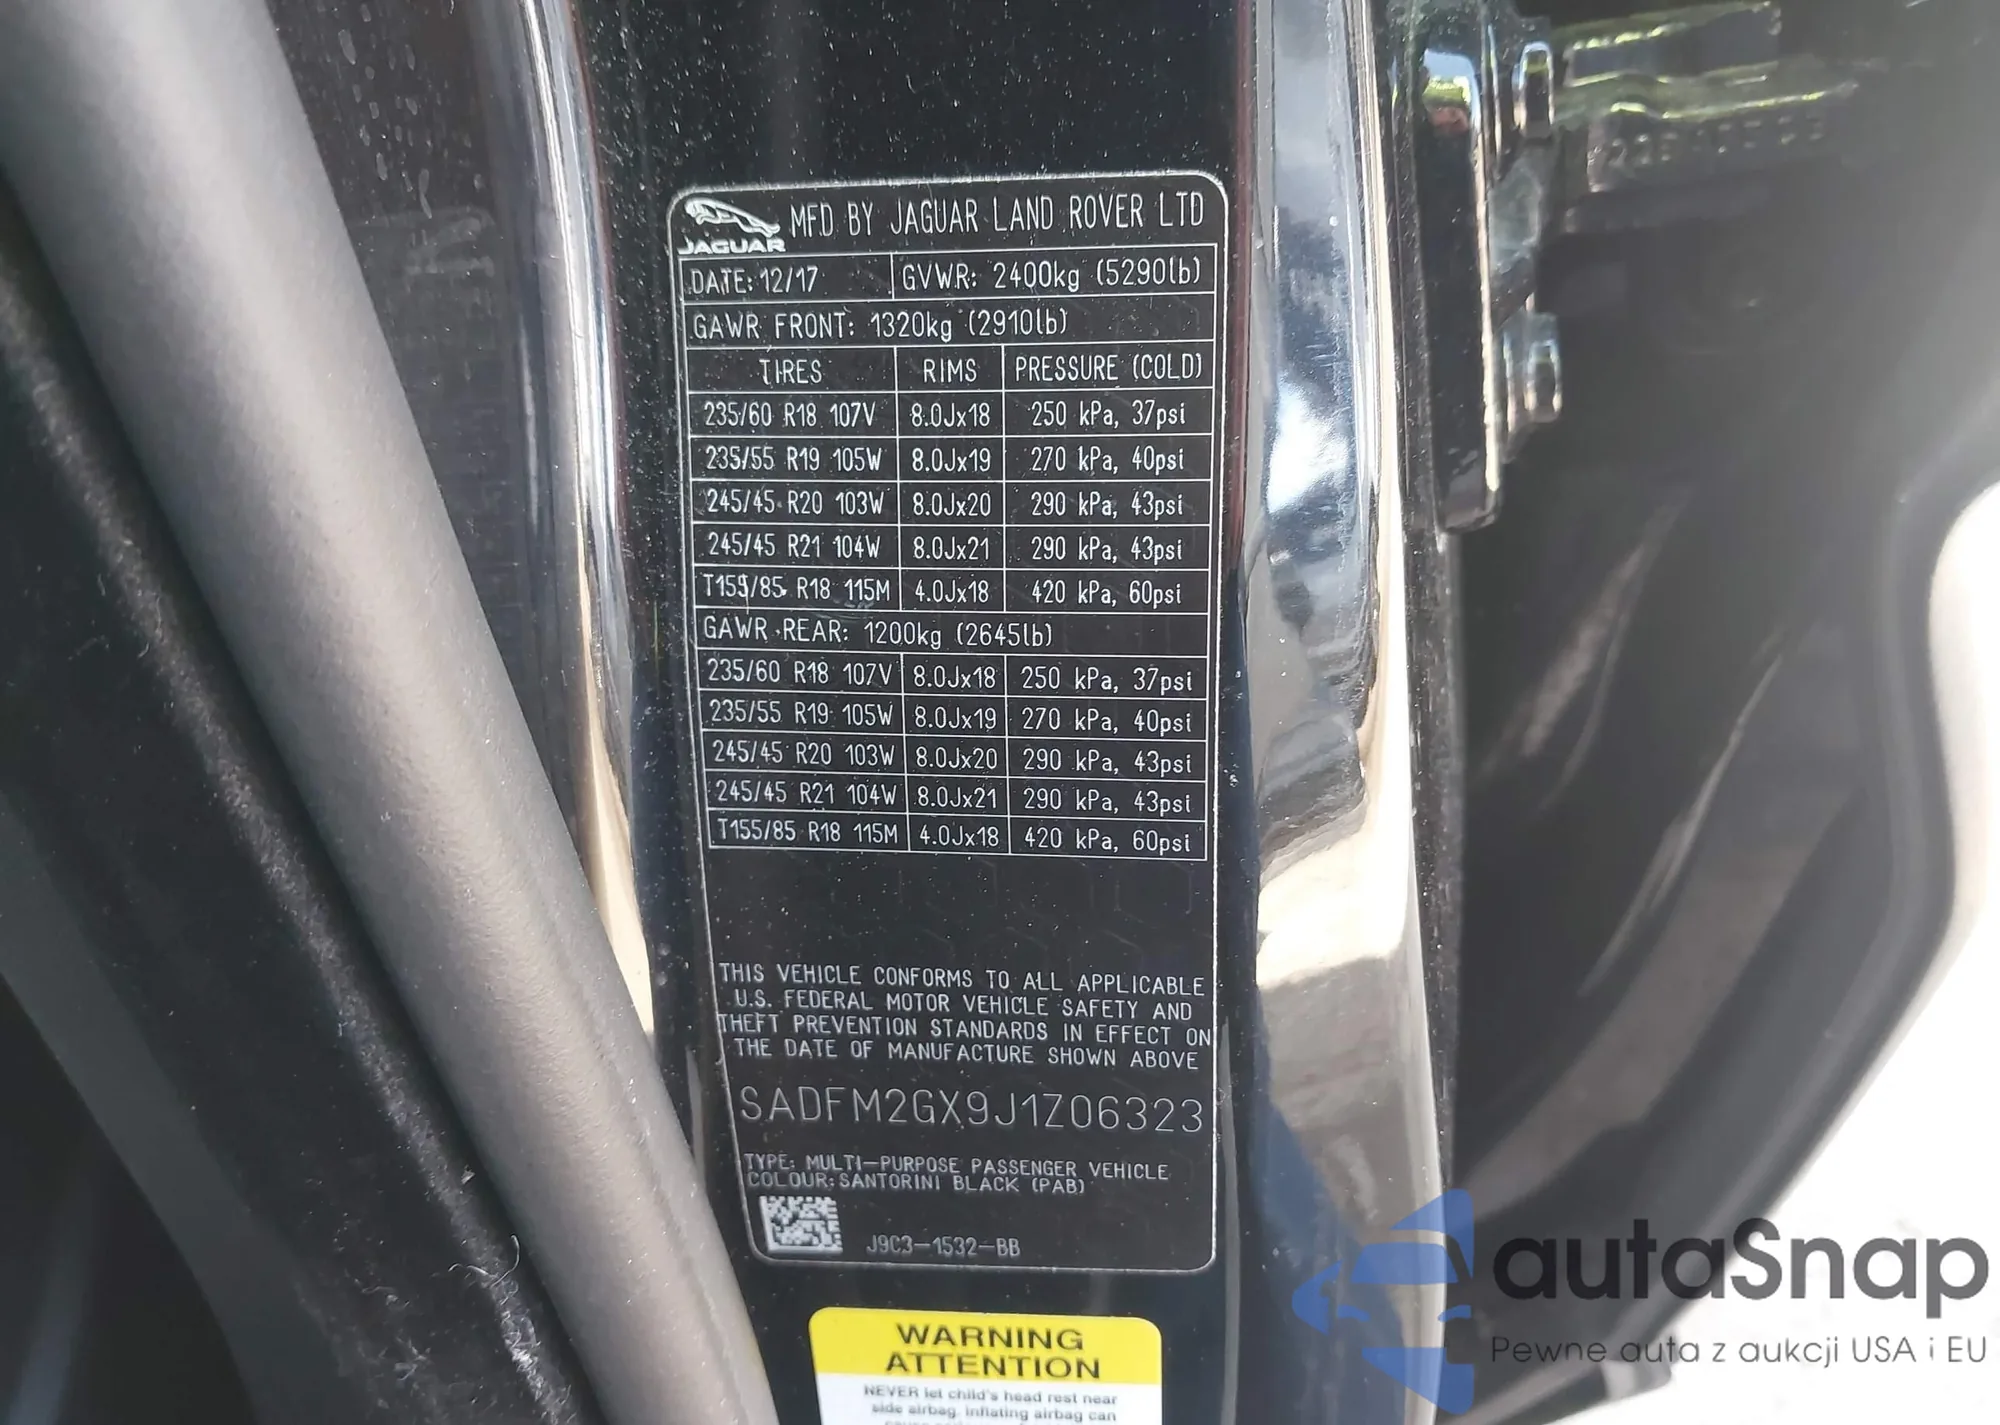 JAGUAR
MFD BY JAGUAR LAND ROVER LTD
DATE: 12/17 GVWR: 2400kg (5290lb)
GAWR FRONT: 1320kg (2910lb)
TIRES RIMS PRESSURE (COLD)
235/60 R18 107V 8.0Jx18 250 kPa, 37psi
235/55 R19 105W 8.0Jx19 270 kPa, 40psi
245/45 R20 103W 8.0Jx20 290 kPa, 43psi
245/45 R21 104W 8.0Jx21 290 kPa, 43psi
T155/85 R18 115M 4.0Jx18 420 kPa, 60psi
GAWR REAR: 1200kg (2645lb)
235/60 R18 107V 8.0Jx18 250 kPa, 37psi
235/55 R19 105W 8.0Jx19 270 kPa, 40psi
245/45 R20 103W 8.0Jx20 290 kPa, 43psi
245/45 R21 104W 8.0Jx21 290 kPa, 43psi
T155/85 R18 115M 4.0Jx18 420 kPa, 60psi
THIS VEHICLE CONFORMS TO ALL APPLICABLE
U.S. FEDERAL MOTOR VEHICLE SAFETY AND
THEFT PREVENTION STANDARDS IN EFFECT ON
THE DATE OF MANUFACTURE SHOWN ABOVE
SADFM2GX9J1Z06323
TYPE: MULTI-PURPOSE PASSENGER VEHICLE
COLOUR: SANTORINI BLACK (PAB)
J9C3-1532-BB
WARNING
ATTENTION
NEVER let child's head rest near
side airbag. Inflating airbag can
autaSnap
Pewne auta z aukcji USA i EU